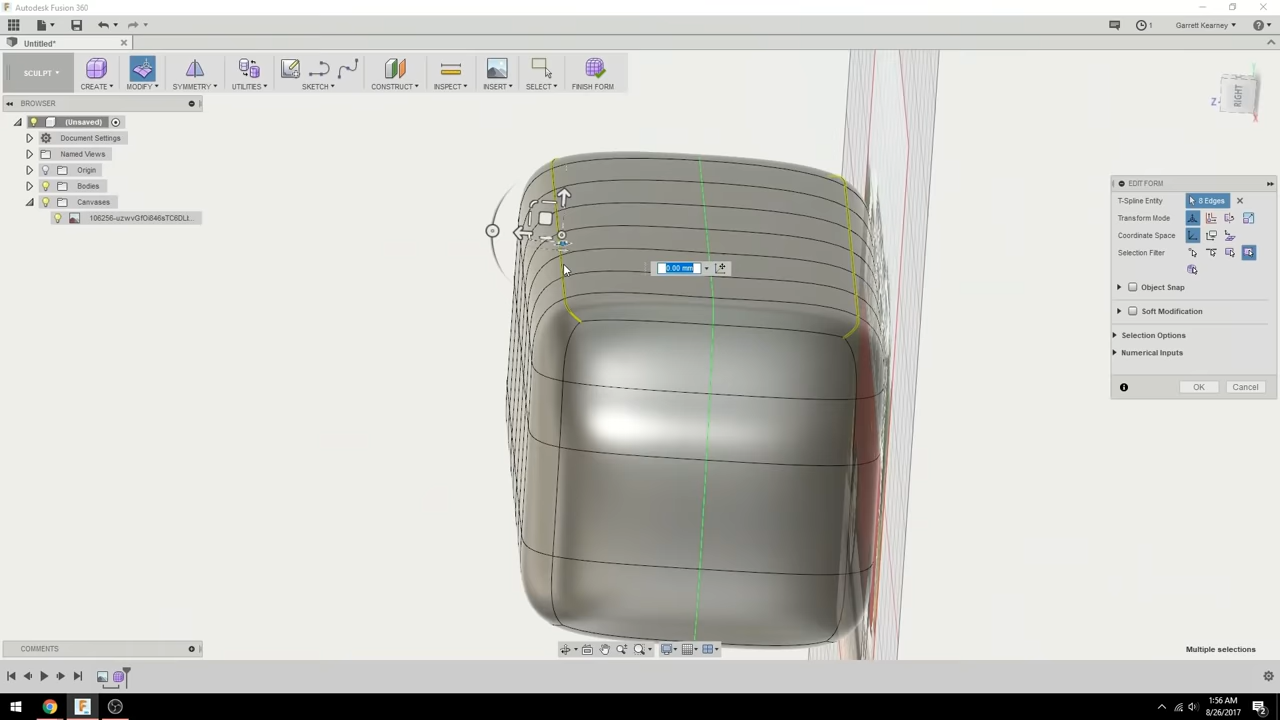 Autodesk Fusion 360
1
Garrett Kearney
Untitled*
SCULPT
CREATE
MODIFY
SYMMETRY
UTILITIES
SKETCH
CONSTRUCT
INSPECT
INSERT
SELECT
FINISH FORM
BROWSER
(Unsaved)
Document Settings
Named Views
Origin
Bodies
Canvases
RIGHT
Z
EDIT FORM
T-Spline Entity
8 Edges
Transform Mode
Coordinate Space
Selection Filter
Object Snap
Soft Modification
Selection Options
Numerical Inputs
OK
Cancel
0.00 mm
COMMENTS
Multiple selections
1:56 AM
8/26/2017
2